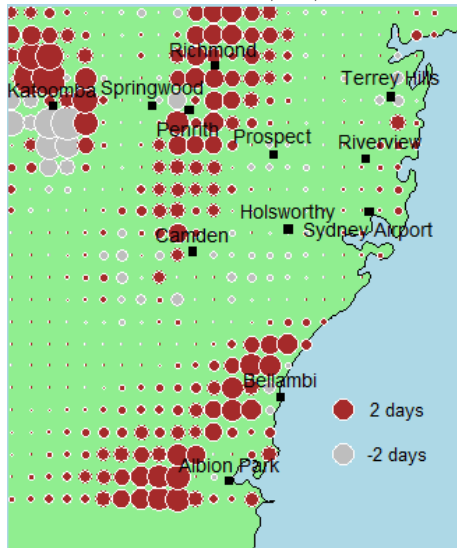 Richmond
Terrey Hills
Katoomba
Springwood
Penrith
Prospect
Riverview
Holsworthy
Sydney Airport
Camden
Bellambi
2 days
-2 days
Albion Park